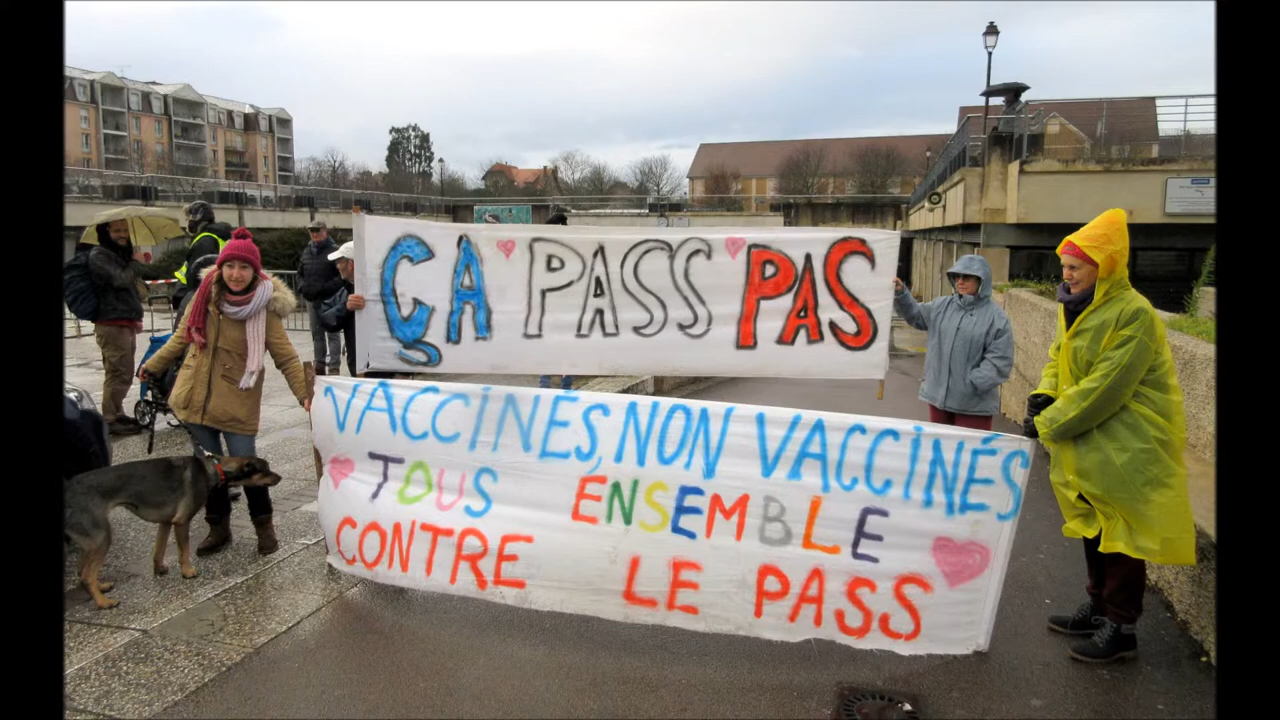 ÇA PASS PAS
VACCINÉS, NON VACCINÉS
TOUS ENSEMBLE
CONTRE LE PASS